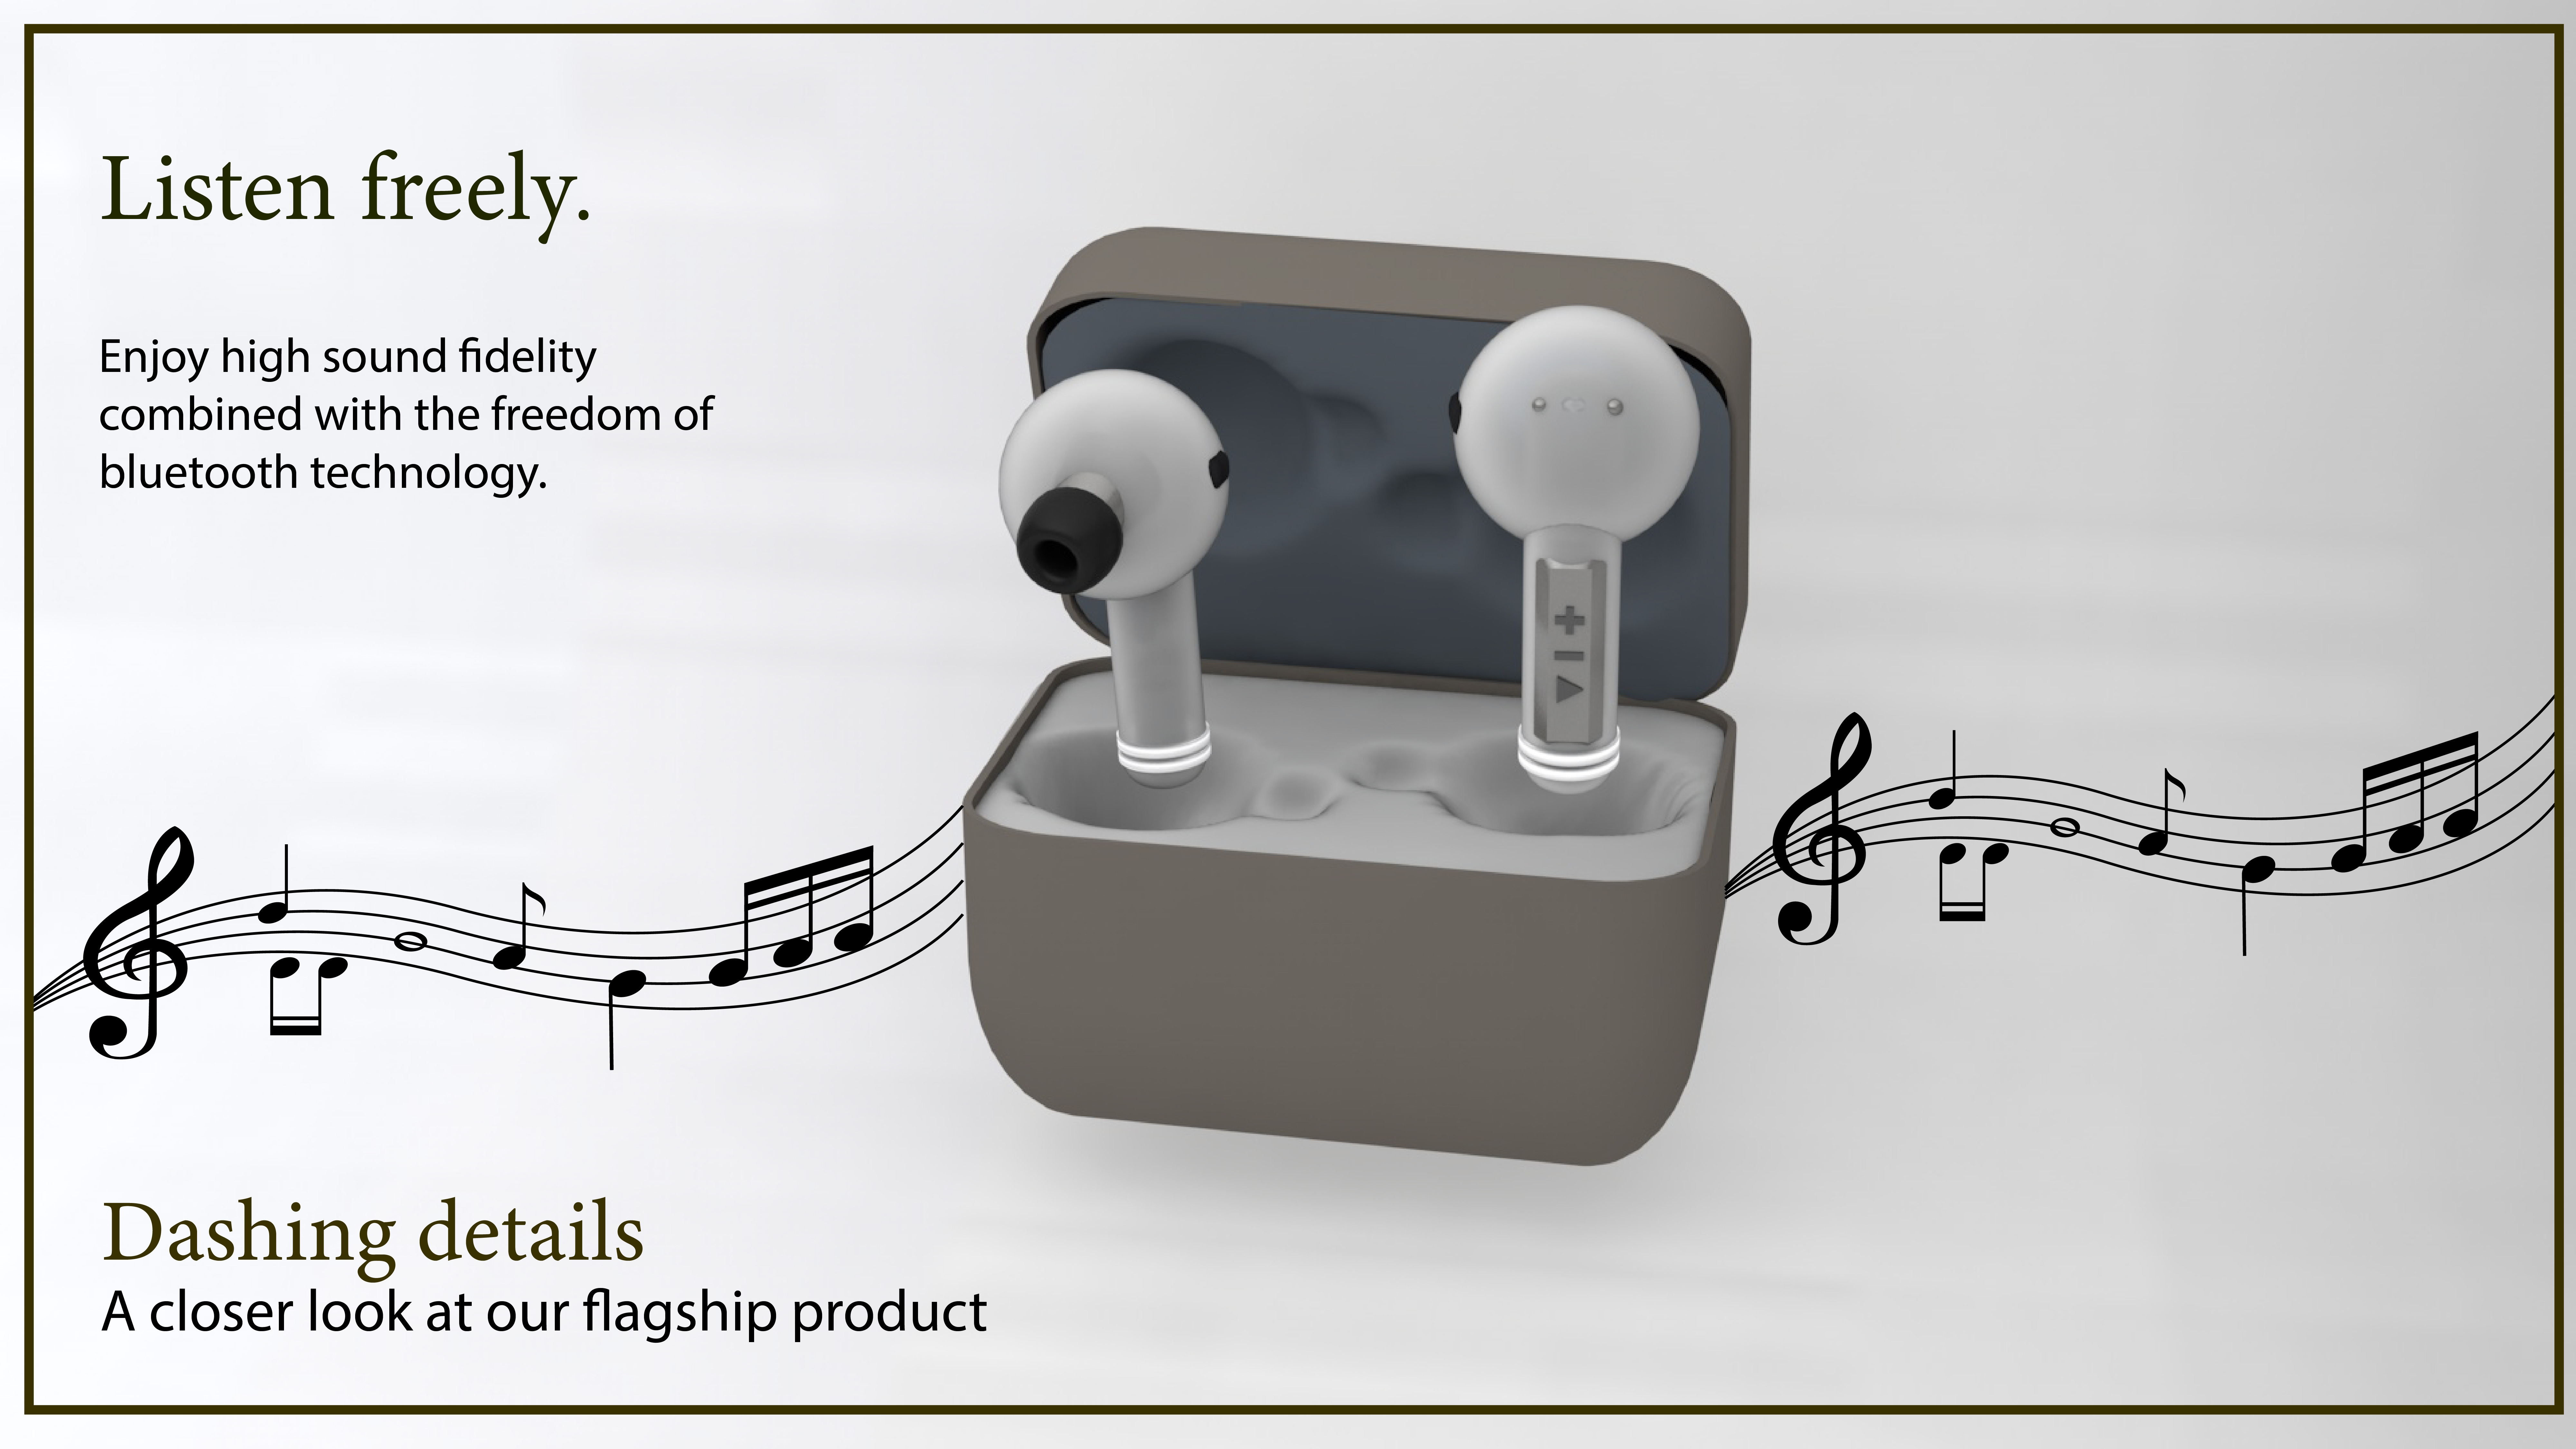 Listen freely.
Enjoy high sound fidelity
combined with the freedom of
bluetooth technology.
Dashing details
A closer look at our flagship product